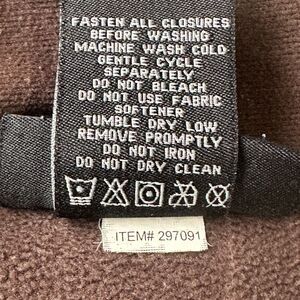 FASTEN ALL CLOSURES
BEFORE WASHING
MACHINE WASH COLD
GENTLE CYCLE
SEPARATELY
DO NOT BLEACH
DO NOT USE FABRIC
SOFTENER
TUMBLE DRY LOW
REMOVE PROMPTLY
DO NOT IRON
DO NOT DRY CLEAN
ITEM# 297091